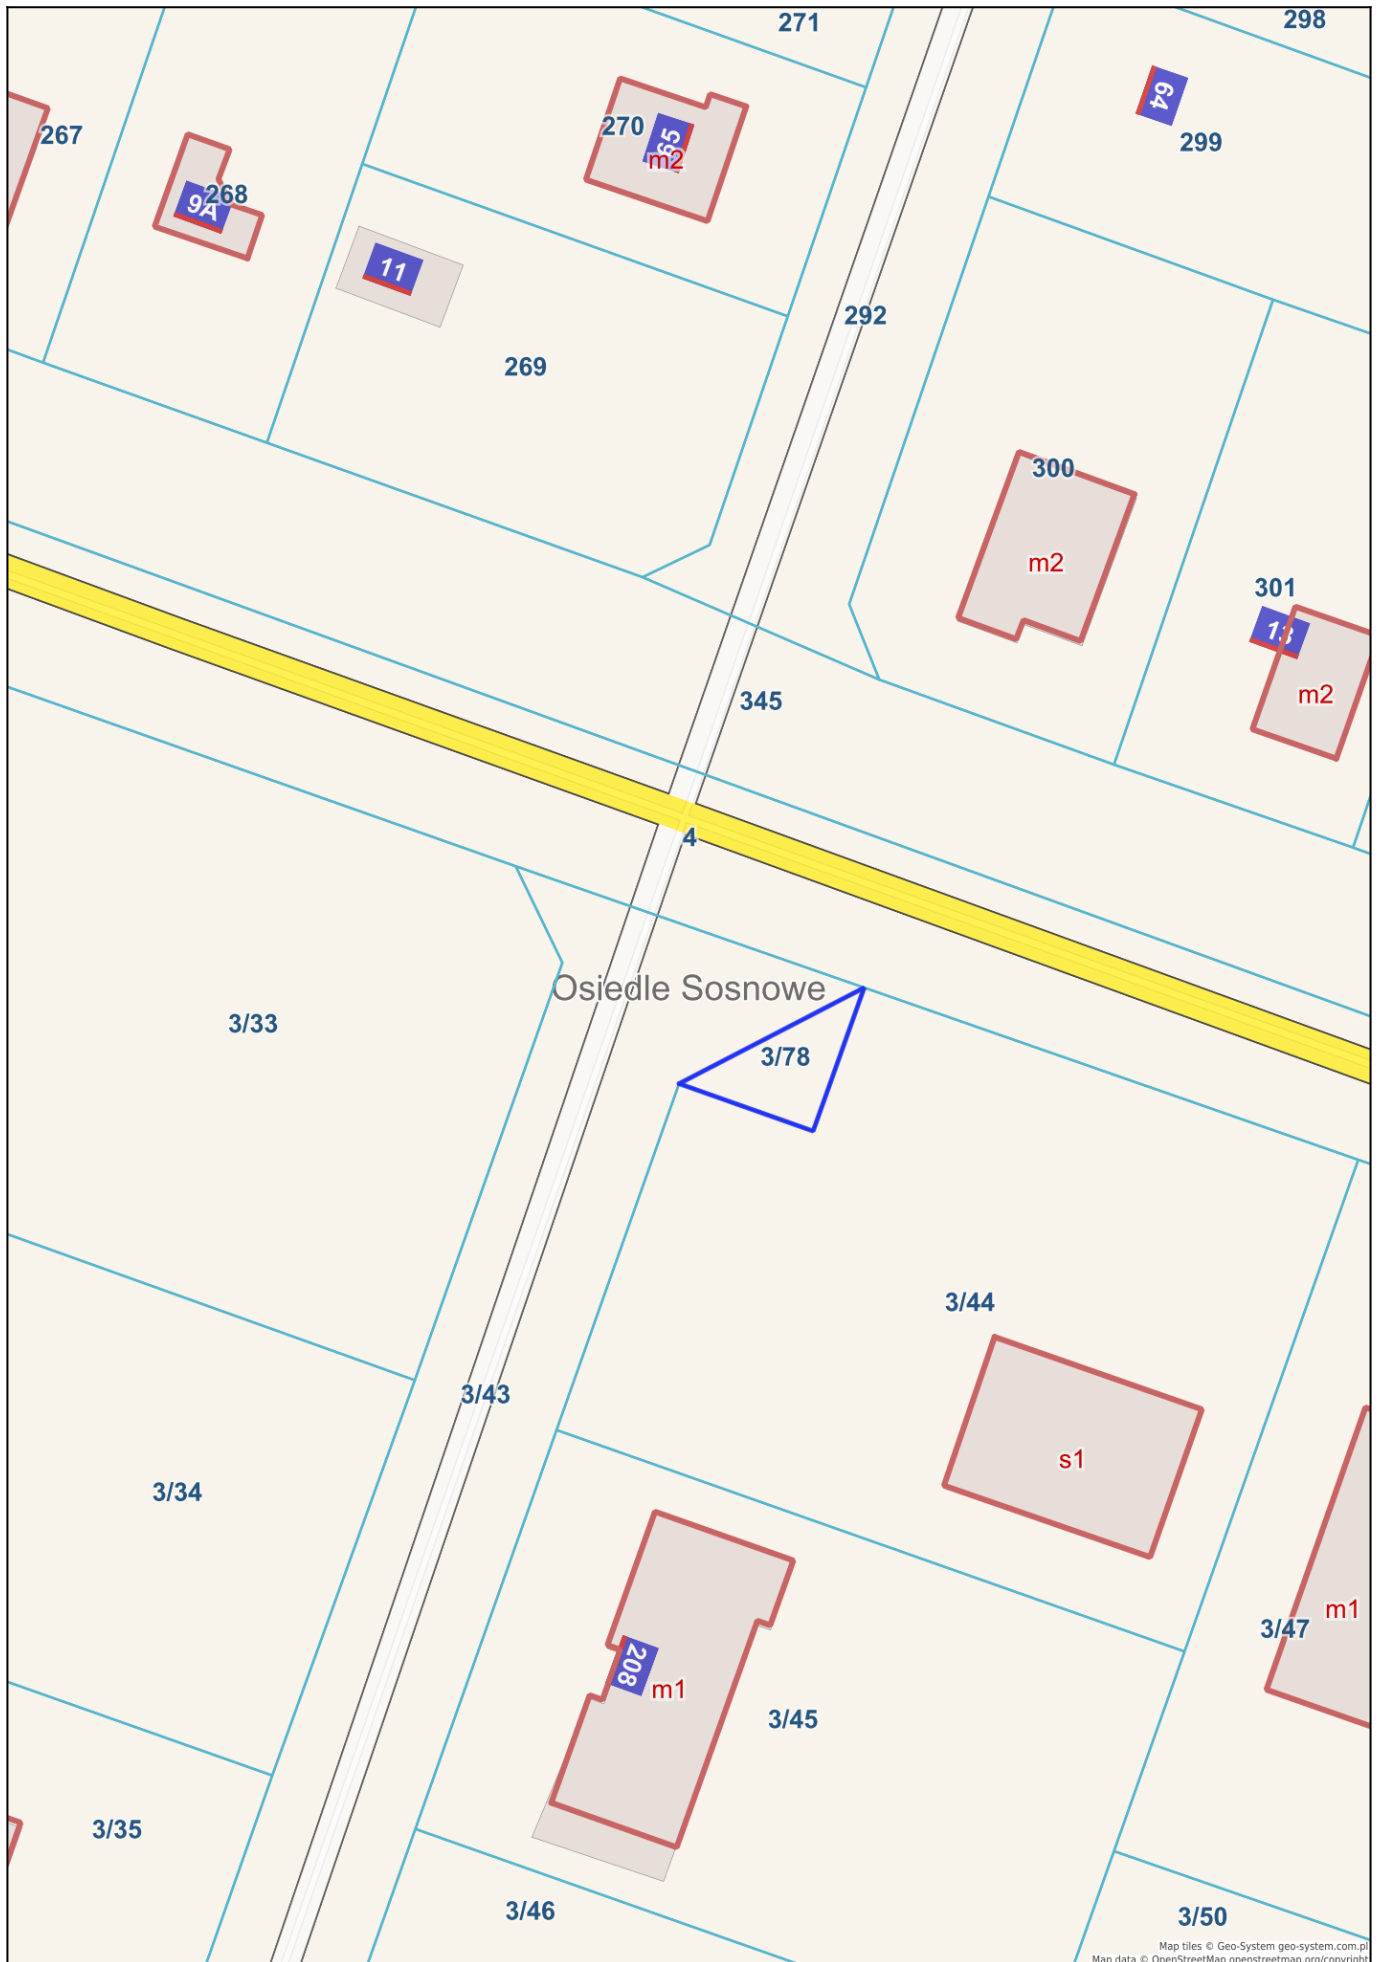 271
298
64
267
270
65
m2
299
268
9A
11
292
269
300
m2
301
13
m2
345
4
Osiedle Sosnowe
3/33
3/78
3/44
3/43
s1
3/34
m1
3/47
208
m1
3/45
3/35
3/46
3/50
Map tiles © Geo-System geo-system.com.pl
Map data © OpenStreetMap openstreetmap.org/copyright